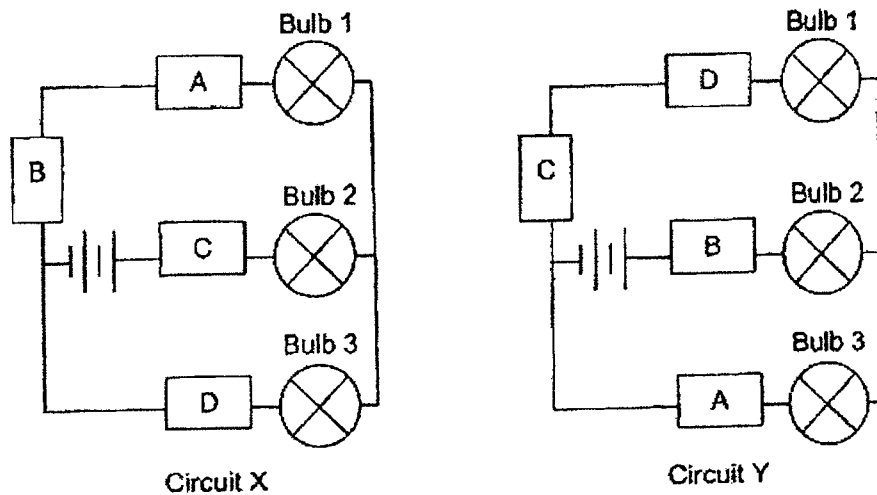 Bulb 1
A
B
Bulb 2
C
Bulb 3
D
Circuit X
Bulb 1
D
C
Bulb 2
B
Bulb 3
A
Circuit Y